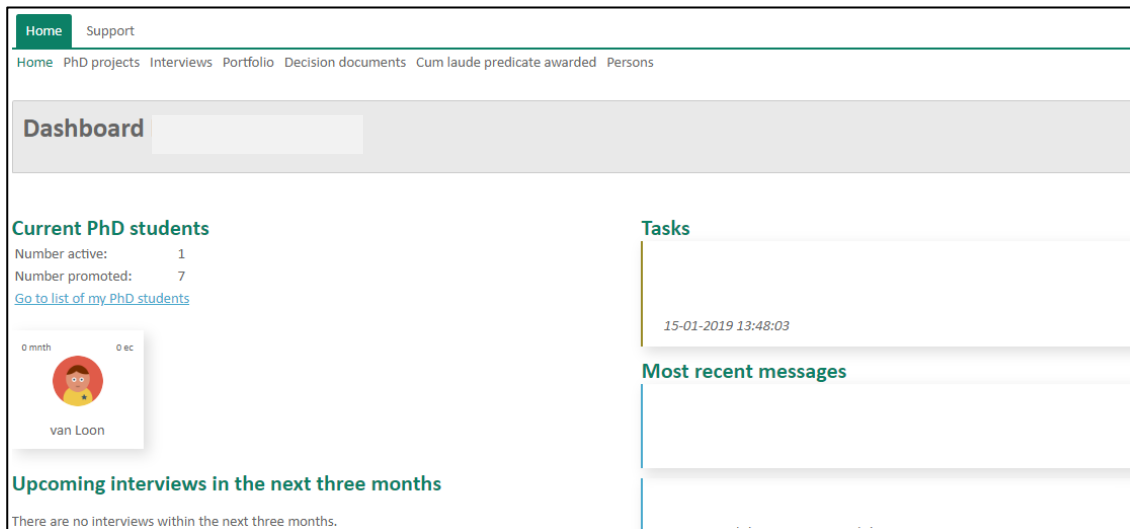 Home Support
Home PhD projects Interviews Portfolio Decision documents Cum laude predicate awarded Persons
Dashboard
Current PhD students
Number active: 1
Number promoted: 7
Go to list of my PhD students
0 mnth 0 ec
van Loon
Upcoming interviews in the next three months
There are no interviews within the next three months.
Tasks
15-01-2019 13:48:03
Most recent messages